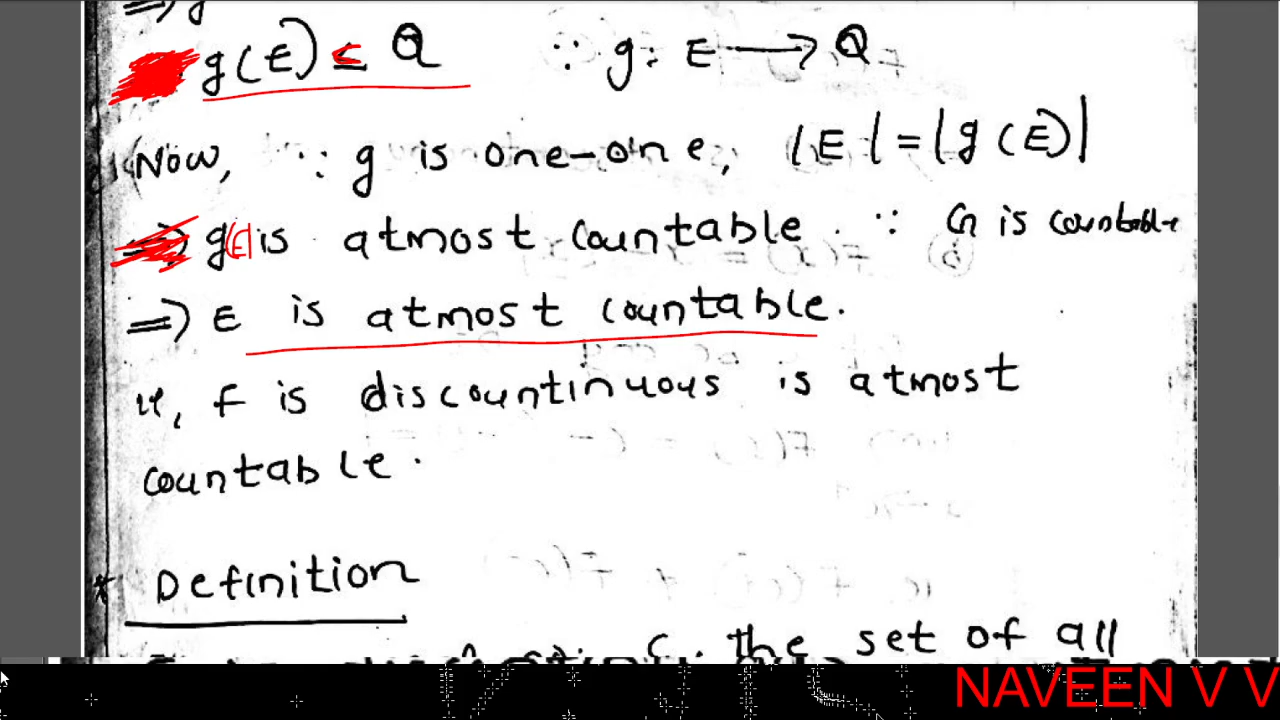 g(E) ⊆ Q ∵ g: E → Q
Now, ∵ g is one-one, |E| = |g(E)|
g(E) is atmost countable. ∵ Q is countable
⇒ E is atmost countable.
ie, f is discountinuous is atmost
countable.
* Definition
the set of all
NAVEEN V V